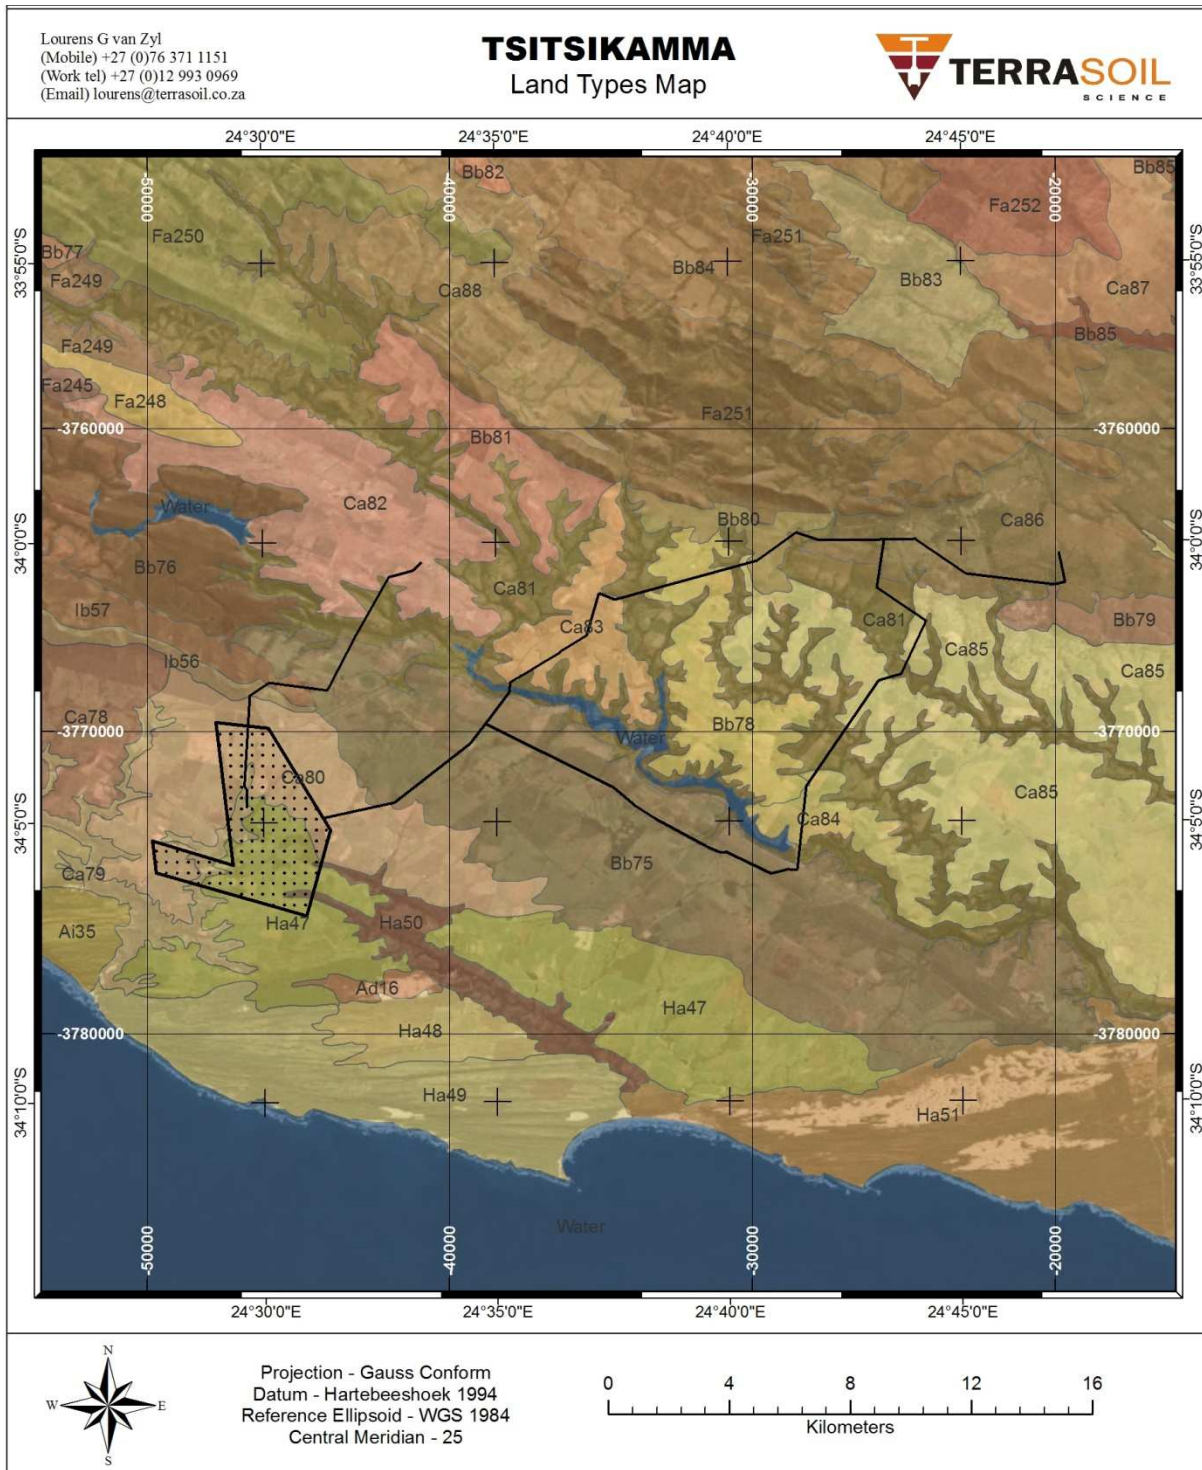 Lourens G van Zyl
(Mobile) +27 (0)76 371 1151
(Work tel) +27 (0)12 993 0969
(Email) lourens@terrasoil.co.za
TSITSIKAMMA
Land Types Map
TERRASOIL
SCIENCE
24°30'0"E 24°35'0"E 24°40'0"E 24°45'0"E
-50000 -40000 -30000 -20000
Bb82 Bb85
Fa252
Fa250 Fa251
Bb77
33°55'0"S 33°55'0"S
Fa249 Ca88 Bb84 Bb83 Ca87
Bb85
Fa249
Fa245
Fa248 Fa251
-3760000 -3760000
Bb81
Ca82
Water Bb80 Ca86
34°0'0"S 34°0'0"S
Bb76
Ca81
Ib57 Ca83 Ca81 Bb79
Ca85
Ib56 Ca85
Ca78 Bb78
-3770000 -3770000
Water
Ca80
Ca85
34°5'0"S 34°5'0"S
Ca84
Bb75
Ca79
Ha47 Ha50
Ai35
Ad16
Ha47
Ha48
-3780000 -3780000
34°10'0"S 34°10'0"S
Ha49
Ha51
Water
-50000 -40000 -30000 -20000
24°30'0"E 24°35'0"E 24°40'0"E 24°45'0"E
N
W E
S
Projection - Gauss Conform
Datum - Hartebeeshoek 1994
Reference Ellipsoid - WGS 1984
Central Meridian - 25
0 4 8 12 16
Kilometers